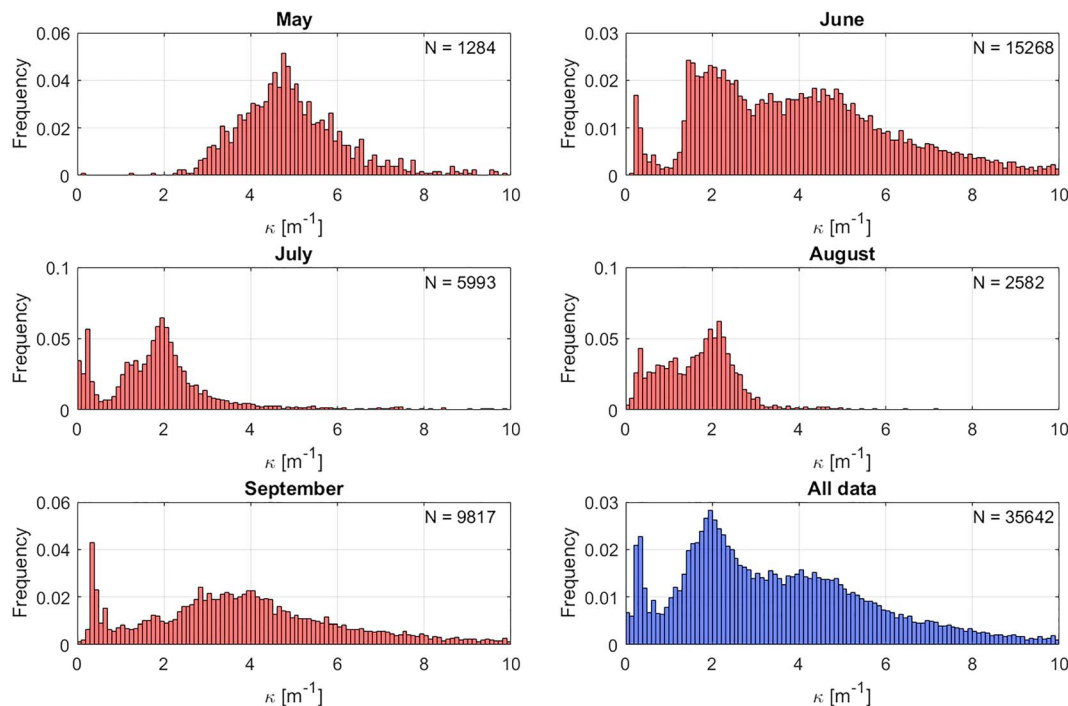 May
N = 1284
0.06
0.04
0.02
0
Frequency
0 2 4 6 8 10
κ [m⁻¹]
June
N = 15268
0.03
0.02
0.01
0
Frequency
0 2 4 6 8 10
κ [m⁻¹]
July
N = 5993
0.1
0.05
0
Frequency
0 2 4 6 8 10
κ [m⁻¹]
August
N = 2582
0.1
0.05
0
Frequency
0 2 4 6 8 10
κ [m⁻¹]
September
N = 9817
0.06
0.04
0.02
0
Frequency
0 2 4 6 8 10
κ [m⁻¹]
All data
N = 35642
0.03
0.02
0.01
0
Frequency
0 2 4 6 8 10
κ [m⁻¹]